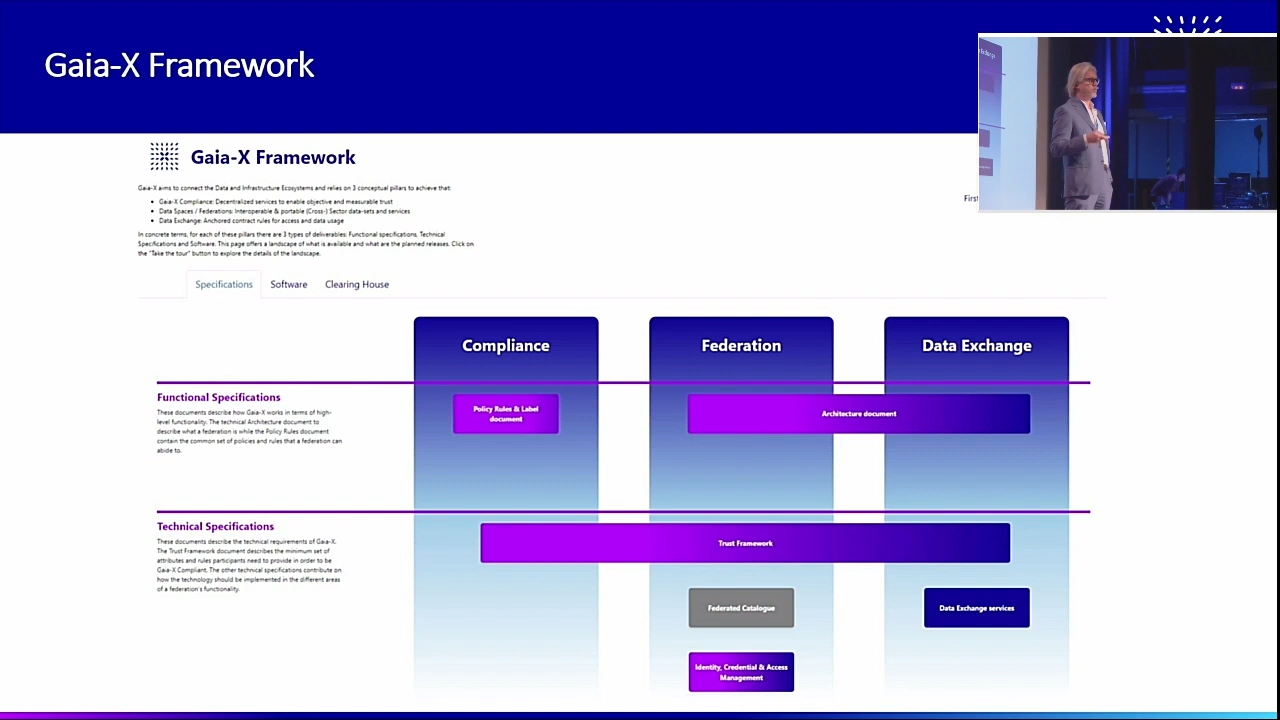 Gaia-X Framework
Gaia-X Framework
Gaia-X aims to connect the Data and Infrastructure Ecosystems and relies on 3 conceptual pillars to achieve that:
• Gaia-X Compliance: Decentralized services to enable objective and measurable trust
• Data Spaces / Federations: Interoperable & portable (Cross-) Sector data-sets and services
• Data Exchange: Anchored contract rules for access and data usage
First
In concrete terms, for each of these pillars there are 3 types of deliverables: Functional specifications, Technical
Specifications and Software. This page offers a landscape of what is available and what are the planned releases. Click on
the "Take the tour" button to explore the details of the landscape.
Specifications Software Clearing House
Compliance Federation Data Exchange
Functional Specifications
These documents describe how Gaia-X works in terms of high-
level functionality. The technical Architecture document to
describe what a federation is while the Policy Rules document
contain the common set of policies and rules that a federation can
abide to.
Policy Rules & Label
document
Architecture document
Technical Specifications
These documents describe the technical requirements of Gaia-X.
The Trust Framework document describes the minimum set of
attributes and rules participants need to provide in order to be
Gaia-X Compliant. The other technical specifications contribute on
how the technology should be implemented in the different areas
of a federation's functionality.
Trust Framework
Federated Catalogue
Data Exchange services
Identity, Credential & Access
Management